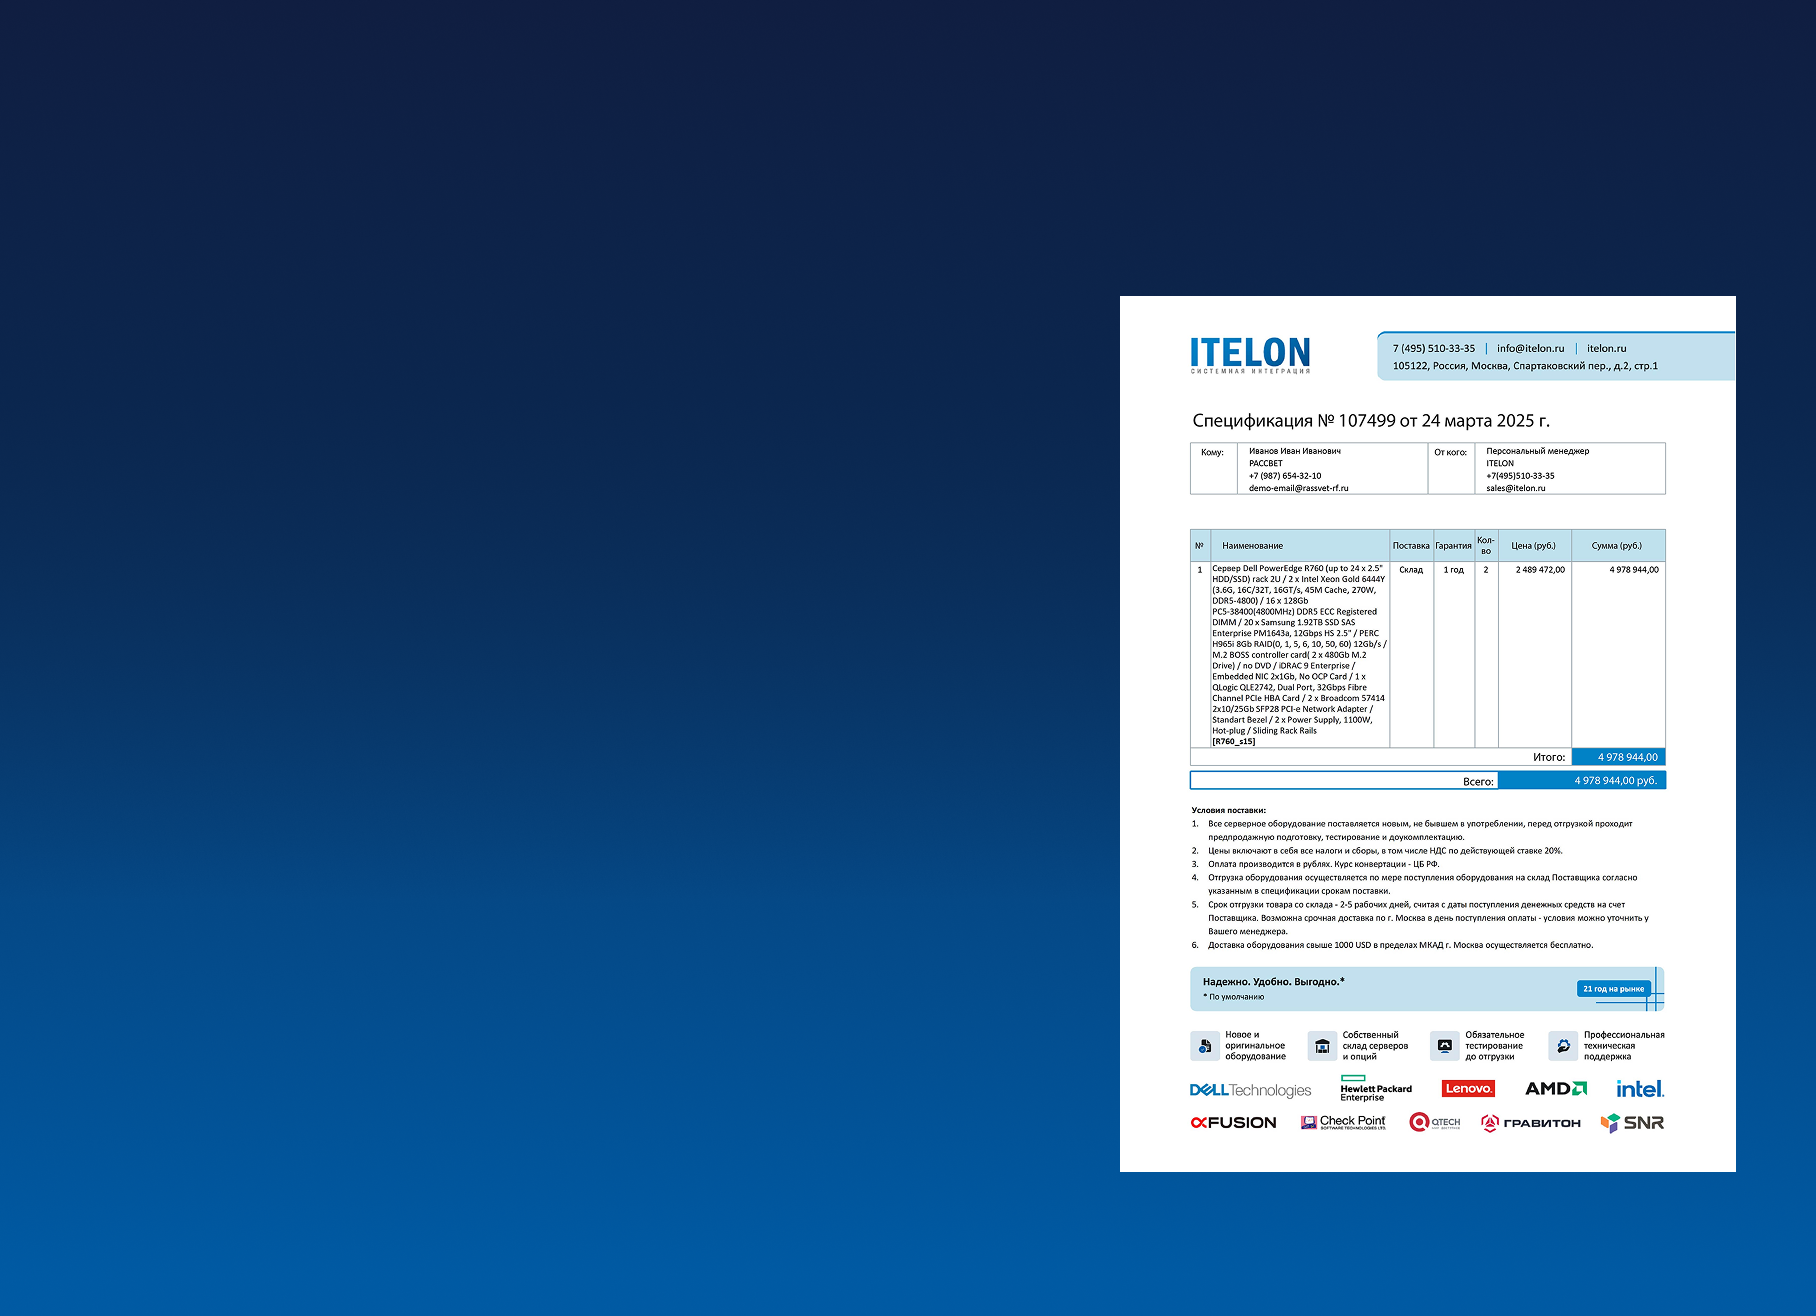 ITELON
СИСТЕМНАЯ ИНТЕГРАЦИЯ
7 (495) 510-33-35 | info@itelon.ru | itelon.ru
105122, Россия, Москва, Спартаковский пер., д.2, стр.1
Спецификация № 107499 от 24 марта 2025 г.
Кому:
Иванов Иван Иванович
РАССВЕТ
+7 (987) 654-32-10
demo-email@rassvet-rf.ru
От кого:
Персональный менеджер
ITELON
+7(495)510-33-35
sales@itelon.ru
№ Наименование Поставка Гарантия Кол-во Цена (руб.) Сумма (руб.)
1 Сервер Dell PowerEdge R760 (up to 24 x 2.5" Склад 1 год 2 2 489 472,00 4 978 944,00
HDD/SSD) rack 2U / 2 x Intel Xeon Gold 6444Y
(3.6G, 16C/32T, 16GT/s, 45M Cache, 270W,
DDR5-4800) / 16 x 128Gb
PC5-38400(4800MHz) DDR5 ECC Registered
DIMM / 20 x Samsung 1.92TB SSD SAS
Enterprise PM1643a, 12Gbps HS 2.5" / PERC
H965i 8Gb RAID(0, 1, 5, 6, 10, 50, 60) 12Gb/s /
M.2 BOSS controller card( 2 x 480Gb M.2
Drive) / no DVD / iDRAC 9 Enterprise /
Embedded NIC 2x1Gb, No OCP Card / 1 x
QLogic QLE2742, Dual Port, 32Gbps Fibre
Channel PCIe HBA Card / 2 x Broadcom 57414
2x10/25Gb SFP28 PCI-e Network Adapter /
Standart Bezel / 2 x Power Supply, 1100W,
Hot-plug / Sliding Rack Rails
[R760_s15]
Итого: 4 978 944,00
Всего: 4 978 944,00 руб.
Условия поставки:
1. Все серверное оборудование поставляется новым, не бывшем в употреблении, перед отгрузкой проходит
предпродажную подготовку, тестирование и доукомплектацию.
2. Цены включают в себя все налоги и сборы, в том числе НДС по действующей ставке 20%.
3. Оплата производится в рублях. Курс конвертации - ЦБ РФ.
4. Отгрузка оборудования осуществляется по мере поступления оборудования на склад Поставщика согласно
указанным в спецификации срокам поставки.
5. Срок отгрузки товара со склада - 2-5 рабочих дней, считая с даты поступления денежных средств на счет
Поставщика. Возможна срочная доставка по г. Москва в день поступления оплаты - условия можно уточнить у
Вашего менеджера.
6. Доставка оборудования свыше 1000 USD в пределах МКАД г. Москва осуществляется бесплатно.
Надежно. Удобно. Выгодно.*
* По умолчанию
21 год на рынке
Новое и
оригинальное
оборудование
Собственный
склад серверов
и опций
Обязательное
тестирование
до отгрузки
Профессиональная
техническая
поддержка
DELL Technologies
Hewlett Packard
Enterprise
Lenovo.
AMD
intel.
XFUSION
Check Point
SOFTWARE TECHNOLOGIES LTD.
QTECH
ГРАВИТОН
SNR